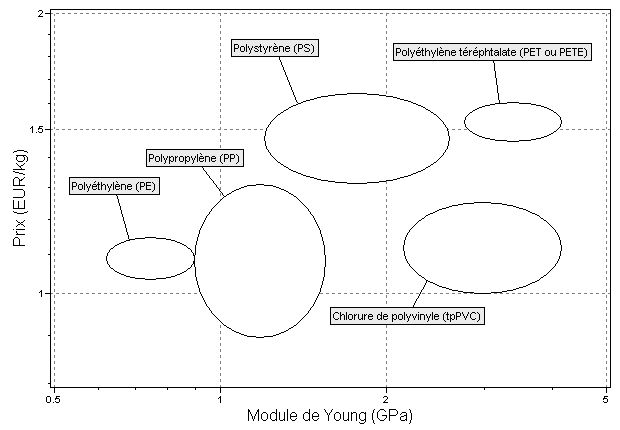 2
Polystyrène (PS)
Polyéthylène téréphtalate (PET ou PETE)
1.5
Polypropylène (PP)
Polyéthylène (PE)
Prix (EUR/kg)
1
Chlorure de polyvinyle (tpPVC)
0.5 1 2 5
Module de Young (GPa)